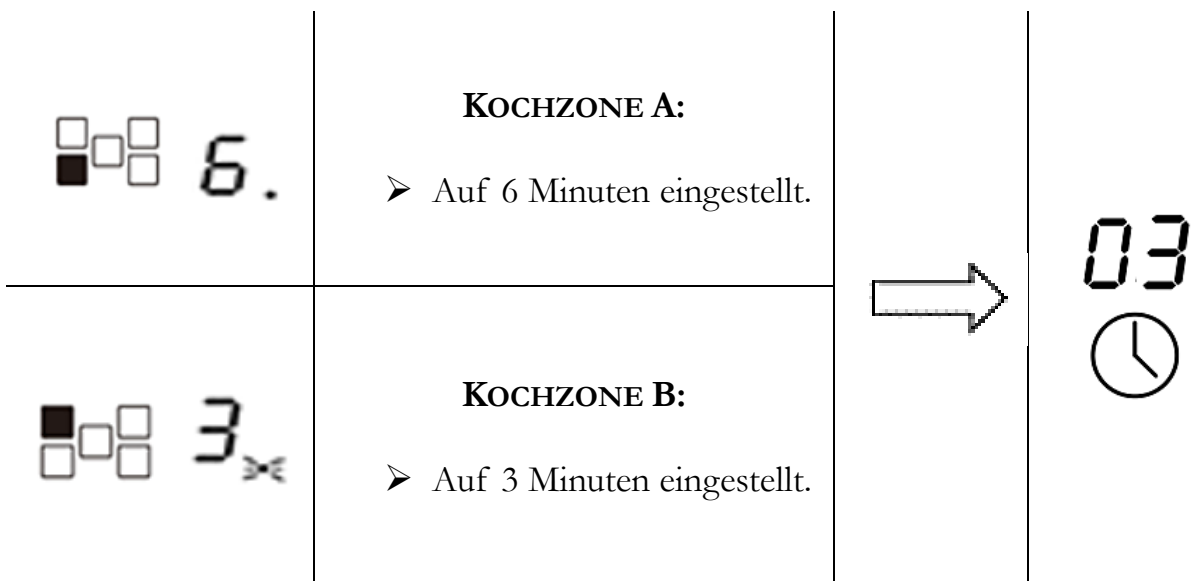 KOCHZONE A:
6.
➢ Auf 6 Minuten eingestellt.
03
KOCHZONE B:
3
➢ Auf 3 Minuten eingestellt.